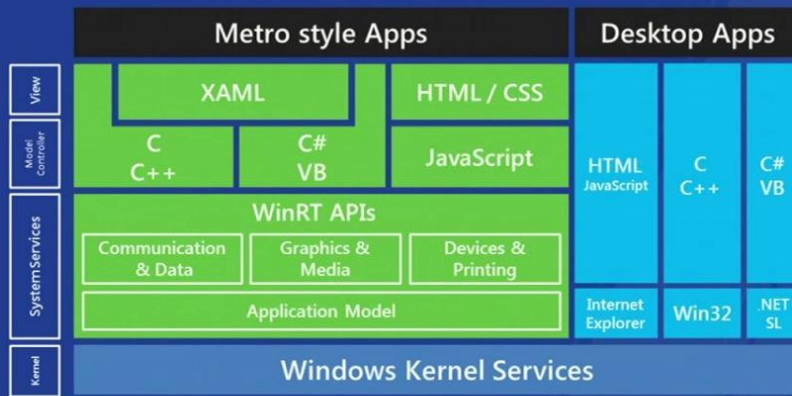 Metro style Apps
Desktop Apps
View
XAML
HTML / CSS
Model
Controller
C
C++
C#
VB
JavaScript
HTML
JavaScript
C
C++
C#
VB
System Services
WinRT APIs
Communication
& Data
Graphics &
Media
Devices &
Printing
Application Model
Internet
Explorer
Win32
.NET
SL
Kernel
Windows Kernel Services